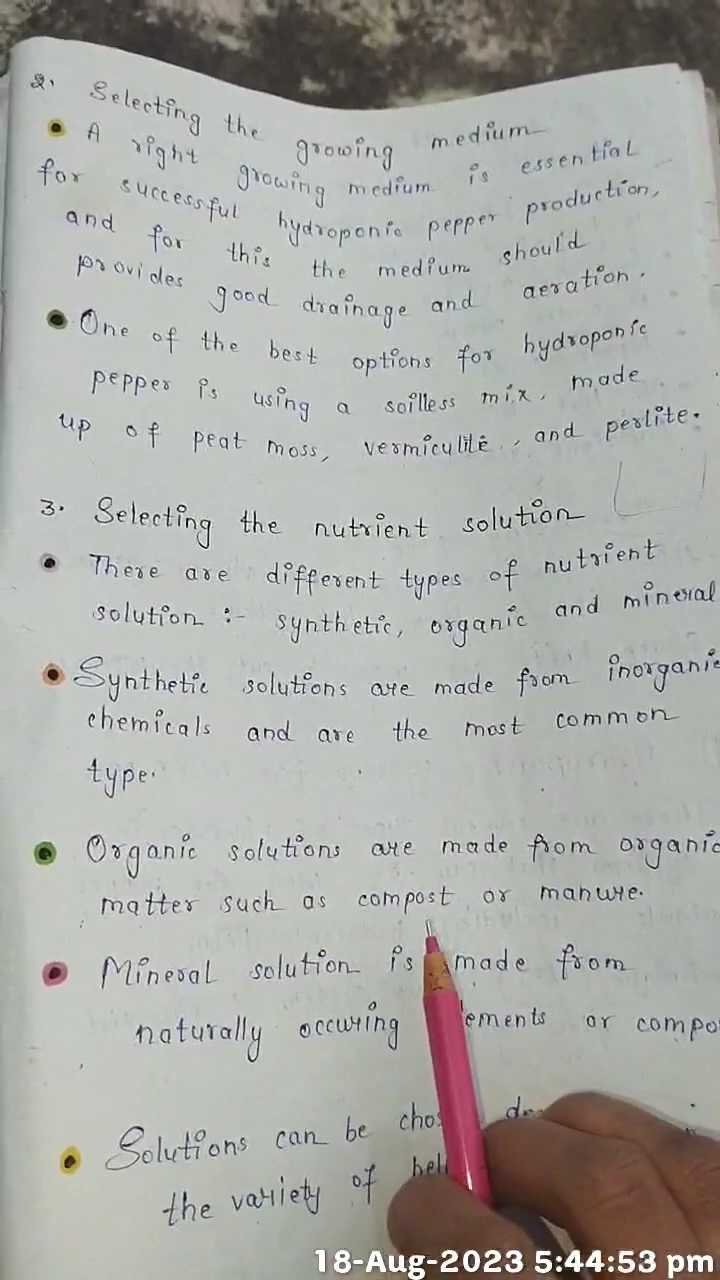 2. Selecting the growing medium
A right growing medium is essential
for successful hydroponic pepper production,
and for this the medium should
provides good drainage and aeration.
One of the best options for hydroponic
pepper is using a soilless mix, made
up of peat moss, vermiculite, and perlite.
3. Selecting the nutrient solution
There are different types of nutrient
solution :- synthetic, organic and mineral
Synthetic solutions are made from inorganic
chemicals and are the most common
type.
Organic solutions are made from organic
matter such as compost or manure.
Mineral solution is made from
naturally occuring or
Solutions can be
the variety of
18-Aug-2023 5:44:53 pm